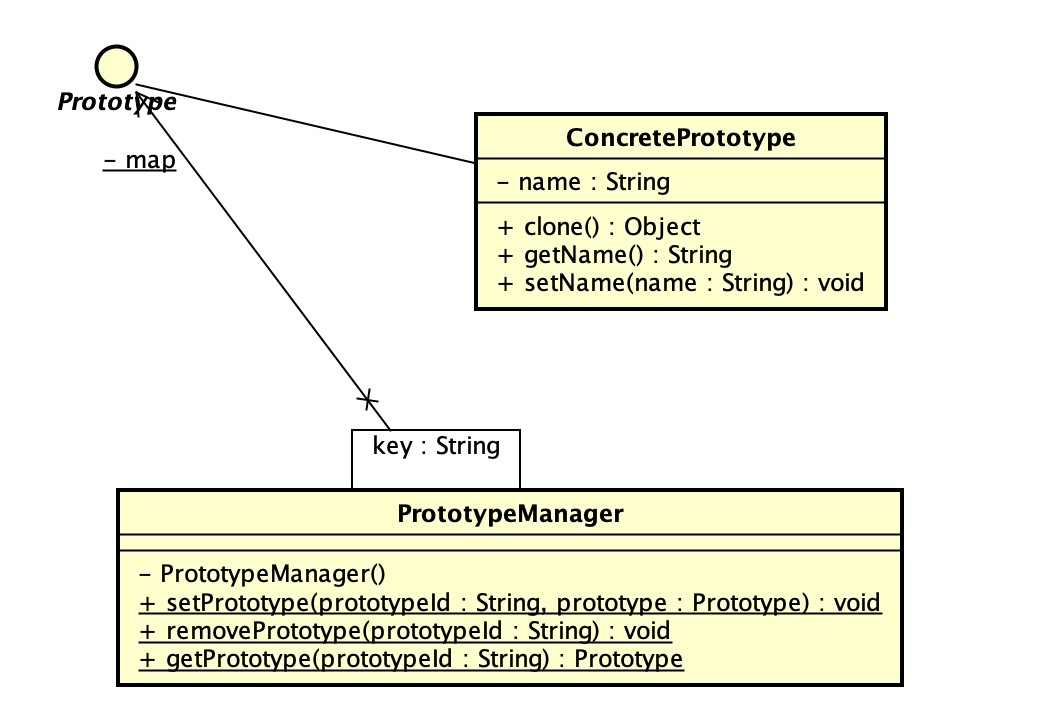 Prototype
- map
ConcretePrototype
- name : String
+ clone() : Object
+ getName() : String
+ setName(name : String) : void
key : String
PrototypeManager
- PrototypeManager()
+ setPrototype(prototypeId : String, prototype : Prototype) : void
+ removePrototype(prototypeId : String) : void
+ getPrototype(prototypeId : String) : Prototype